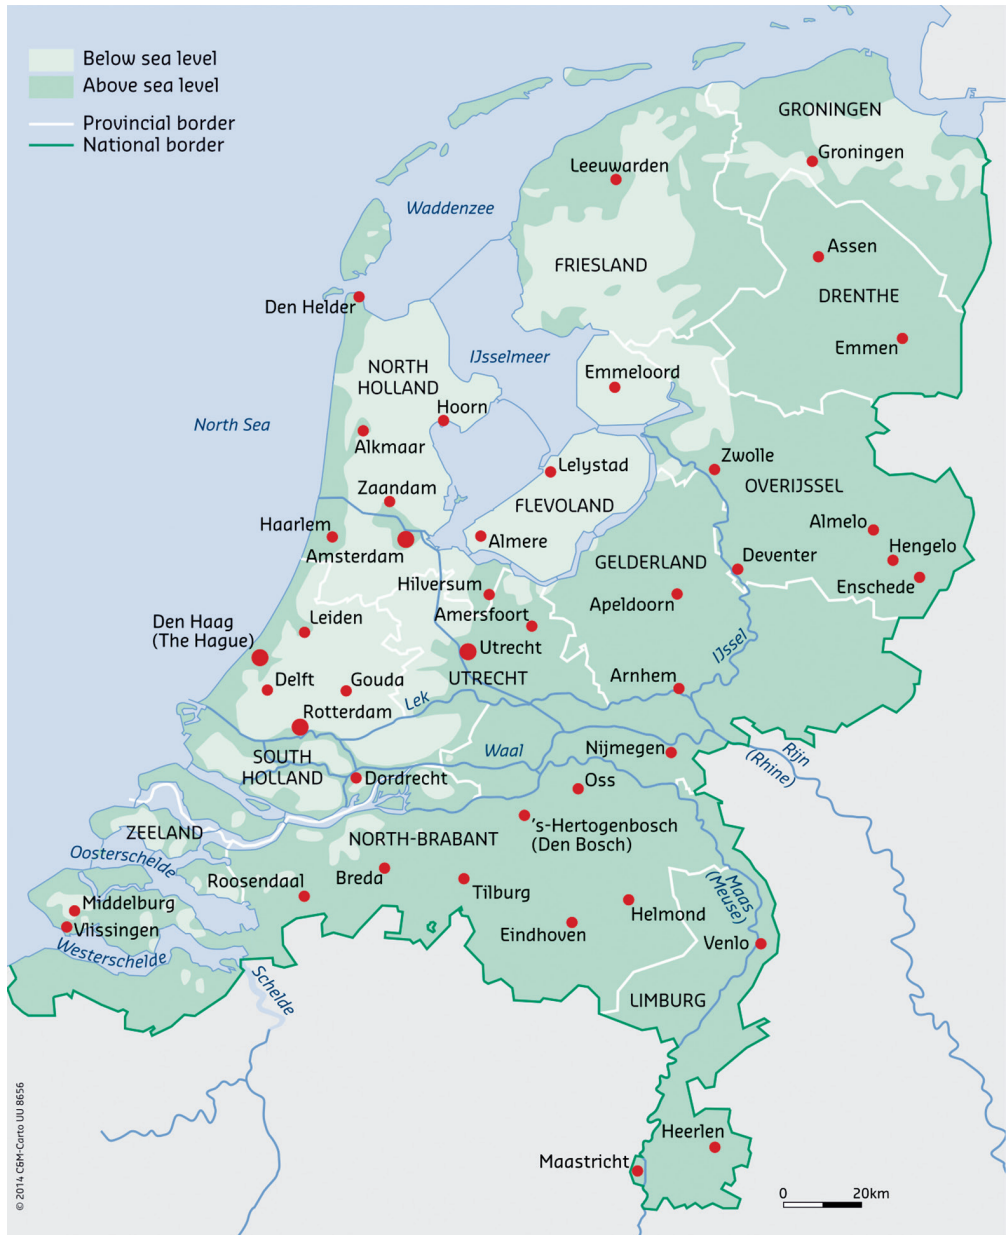 Below sea level
Above sea level
Provincial border
National border
GRONINGEN
Groningen
Leeuwarden
Waddenzee
Assen
FRIESLAND
DRENTHE
Den Helder
Emmen
IJsselmeer
NORTH
HOLLAND
Emmeloord
Hoorn
North Sea
Alkmaar
Zwolle
Lelystad
OVERIJSSEL
Zaandam
FLEVOLAND
Almelo
Haarlem
Amsterdam
Almere
Hengelo
Deventer
GELDERLAND
Enschede
Hilversum
Apeldoorn
Amersfoort
Leiden
Den Haag
(The Hague)
Utrecht
IJssel
UTRECHT
Delft
Gouda
Arnhem
Lek
Rotterdam
Waal
Nijmegen
Rijn
(Rhine)
SOUTH
HOLLAND
Dordrecht
Oss
ZEELAND
NORTH-BRABANT
's-Hertogenbosch
(Den Bosch)
Oosterschelde
Roosendaal
Breda
Tilburg
Maas
(Meuse)
Middelburg
Helmond
Vlissingen
Eindhoven
Venlo
Westerschelde
Schelde
LIMBURG
Heerlen
Maastricht
0 20km
© 2014 C&M-Carto UU 8656